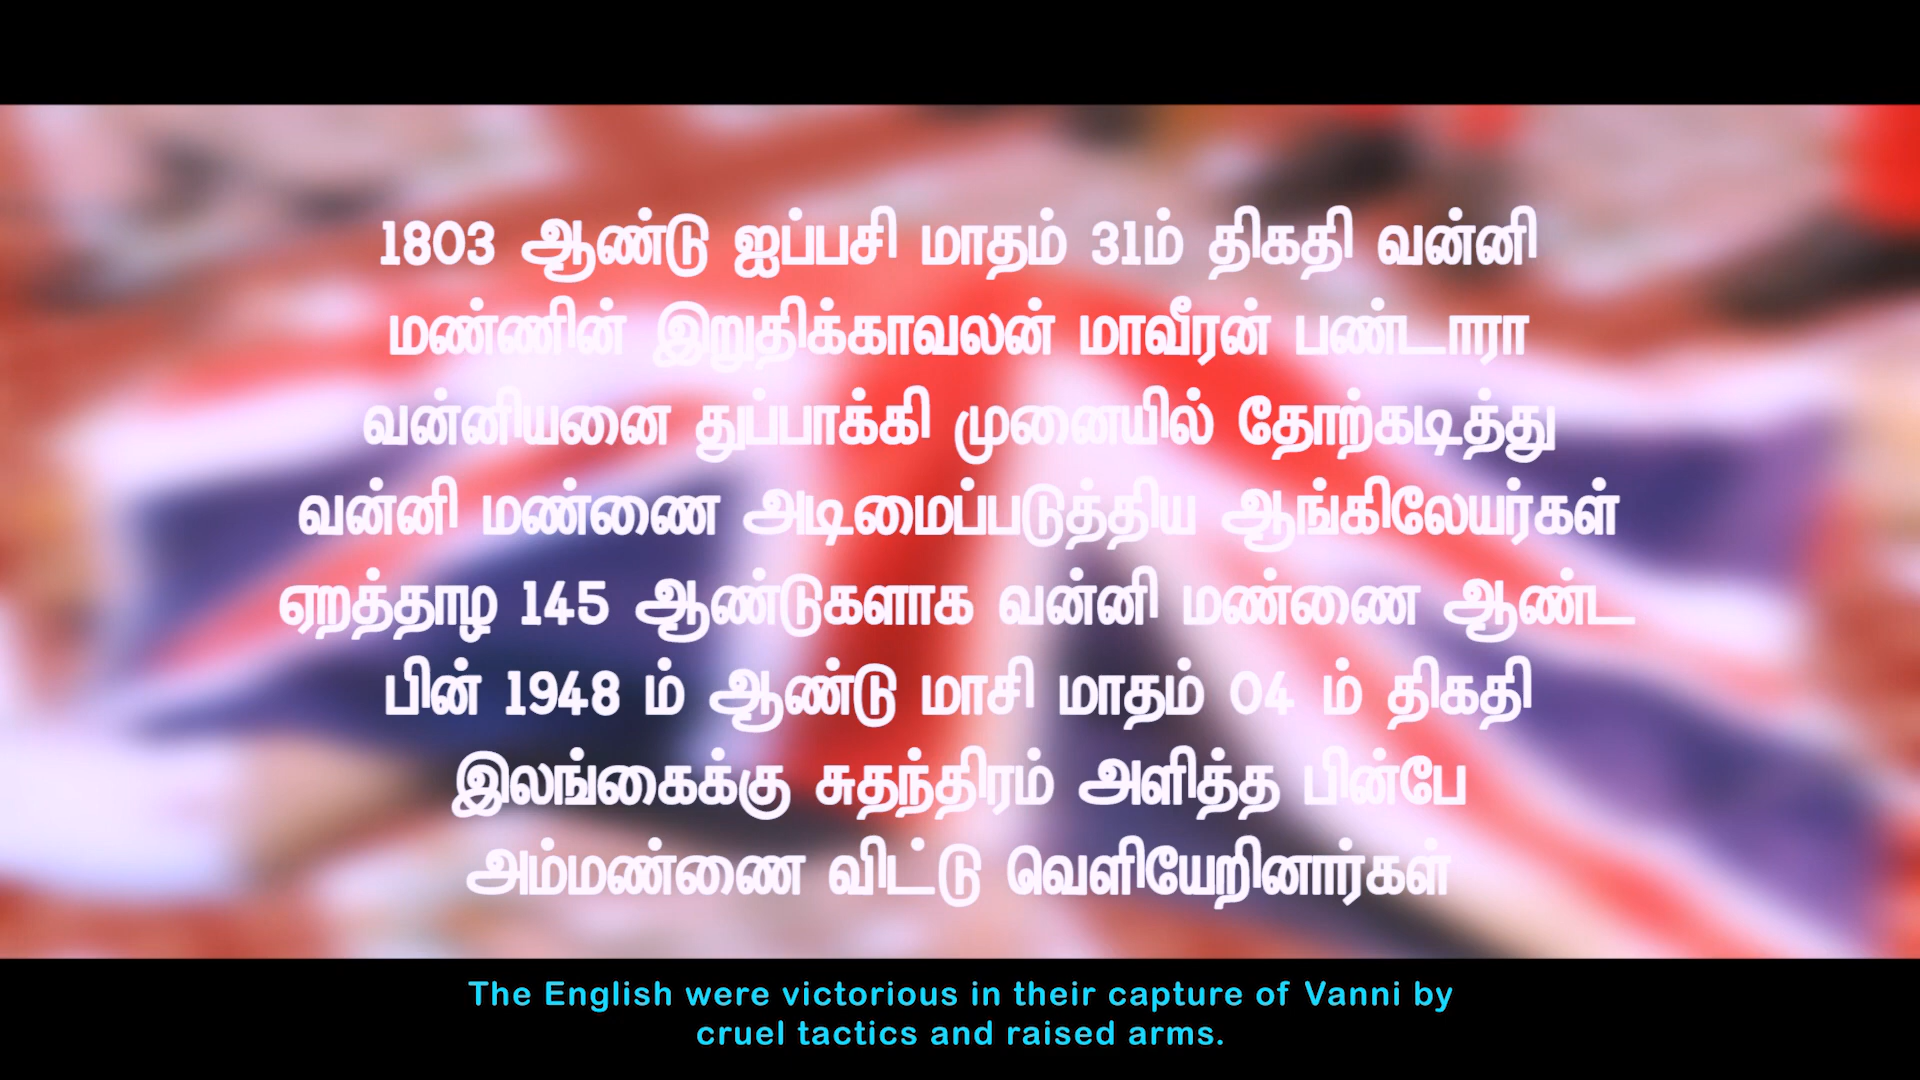 1803 ஆண்டு ஐப்பசி மாதம் 31ம் திகதி வன்னி
மண்ணின் இறுதிக்காவலன் மாவீரன் பண்டாரா
வன்னியனை துப்பாக்கி முனையில் தோற்கடித்து
வன்னி மண்ணை அடிமைப்படுத்திய ஆங்கிலேயர்கள்
ஏறத்தாழ 145 ஆண்டுகளாக வன்னி மண்ணை ஆண்ட
பின் 1948 ம் ஆண்டு மாசி மாதம் 04 ம் திகதி
இலங்கைக்கு சுதந்திரம் அளித்த பின்பே
அம்மண்ணை விட்டு வெளியேறினார்கள்
The English were victorious in their capture of Vanni by
cruel tactics and raised arms.